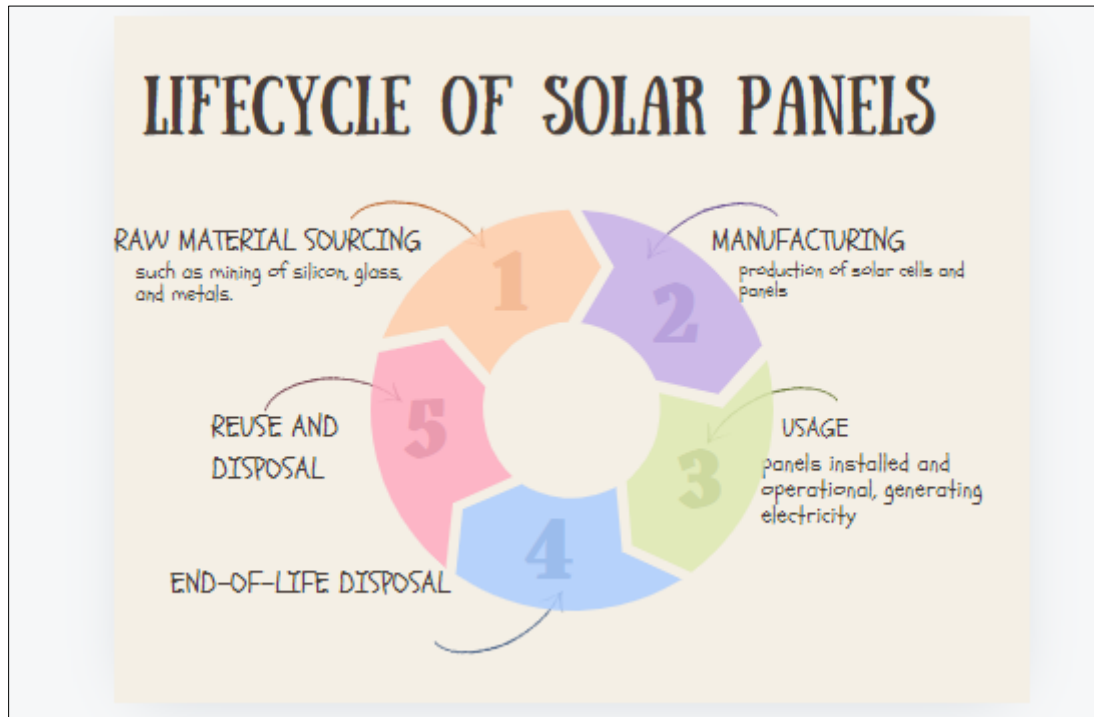 LIFECYCLE OF SOLAR PANELS
RAW MATERIAL SOURCING
such as mining of silicon, glass,
and metals.
1
2
MANUFACTURING
production of solar cells and
panels
REUSE AND
DISPOSAL
5
3
USAGE
panels installed and
operational, generating
electricity
4
END-OF-LIFE DISPOSAL